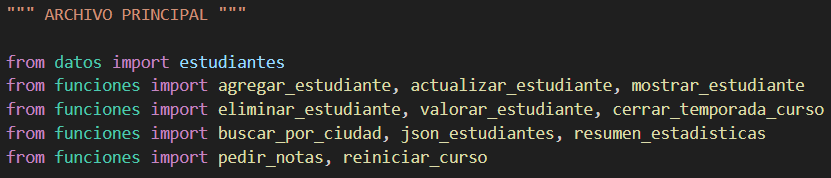 """ ARCHIVO PRINCIPAL """
from datos import estudiantes
from funciones import agregar_estudiante, actualizar_estudiante, mostrar_estudiante
from funciones import eliminar_estudiante, valorar_estudiante, cerrar_temporada_curso
from funciones import buscar_por_ciudad, json_estudiantes, resumen_estadisticas
from funciones import pedir_notas, reiniciar_curso